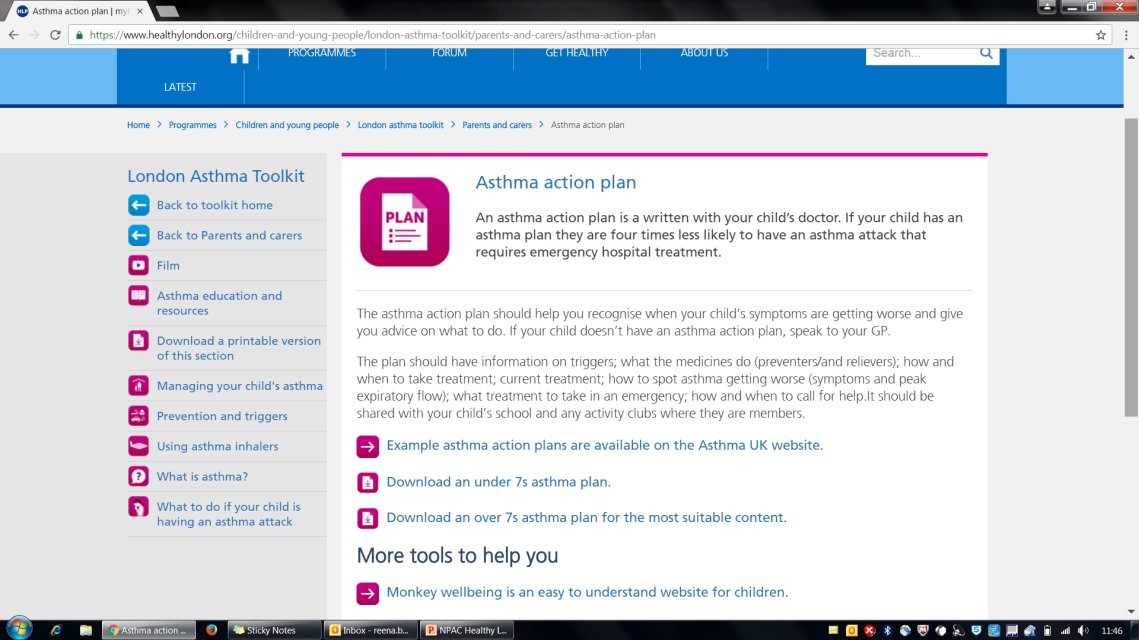 HLP Asthma action plan | my
https://www.healthylondon.org/children-and-young-people/london-asthma-toolkit/parents-and-carers/asthma-action-plan
PROGRAMMES FORUM GET HEALTHY ABOUT US Search...
LATEST
Home > Programmes > Children and young people > London asthma toolkit > Parents and carers > Asthma action plan
London Asthma Toolkit
Back to toolkit home
Back to Parents and carers
Film
Asthma education and
resources
Download a printable version
of this section
Managing your child's asthma
Prevention and triggers
Using asthma inhalers
What is asthma?
What to do if your child is
having an asthma attack
PLAN
Asthma action plan
An asthma action plan is a written with your child's doctor. If your child has an
asthma plan they are four times less likely to have an asthma attack that
requires emergency hospital treatment.
The asthma action plan should help you recognise when your child's symptoms are getting worse and give
you advice on what to do. If your child doesn't have an asthma action plan, speak to your GP.
The plan should have information on triggers; what the medicines do (preventers/and relievers); how and
when to take treatment; current treatment; how to spot asthma getting worse (symptoms and peak
expiratory flow); what treatment to take in an emergency; how and when to call for help.It should be
shared with your child's school and any activity clubs where they are members.
Example asthma action plans are available on the Asthma UK website.
Download an under 7s asthma plan.
Download an over 7s asthma plan for the most suitable content.
More tools to help you
Monkey wellbeing is an easy to understand website for children.
Asthma action ... Sticky Notes Inbox - reena.b... NPAC Healthy L... 11:46